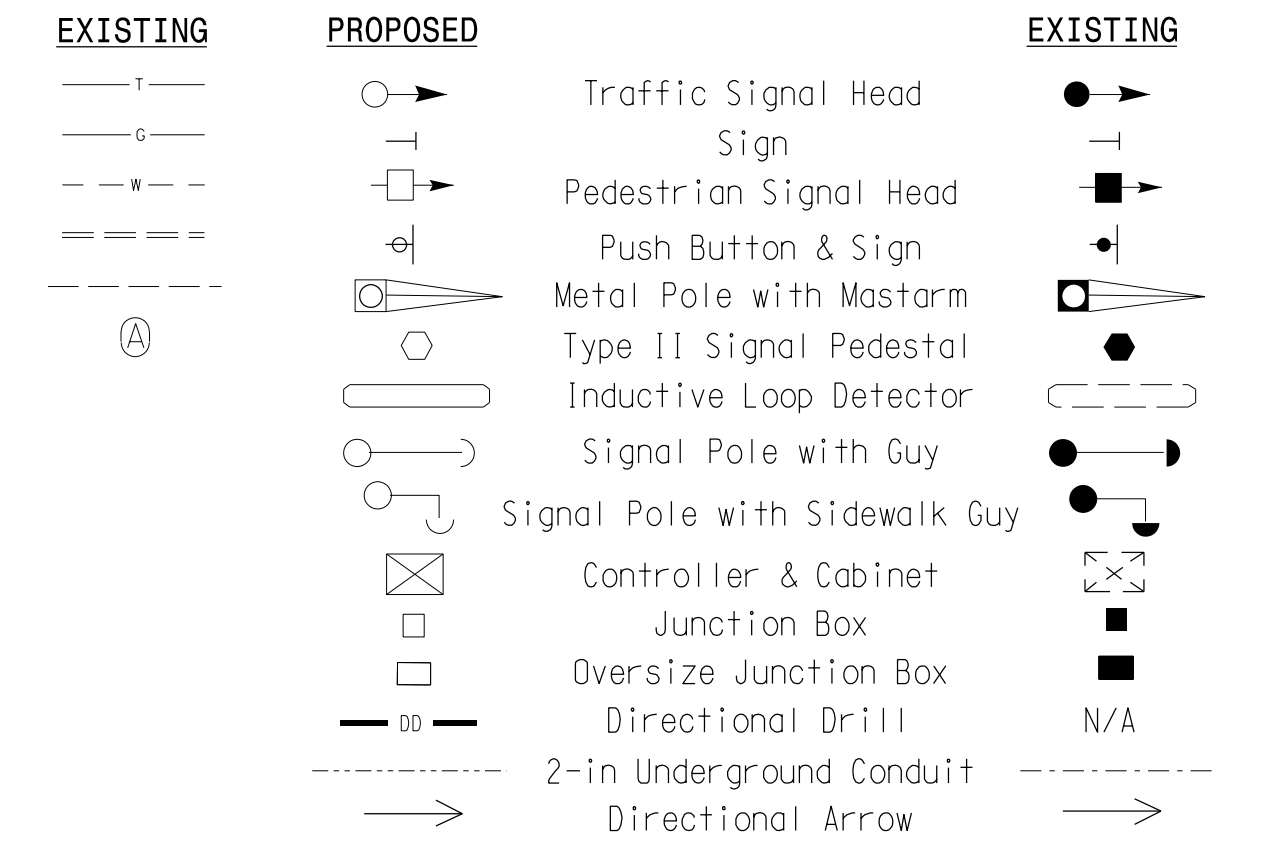 EXISTING PROPOSED EXISTING
T
Traffic Signal Head
G
Sign
W
Pedestrian Signal Head
Push Button & Sign
Metal Pole with Mastarm
A
Type II Signal Pedestal
Inductive Loop Detector
Signal Pole with Guy
Signal Pole with Sidewalk Guy
Controller & Cabinet
Junction Box
Oversize Junction Box
DD Directional Drill N/A
2-in Underground Conduit
Directional Arrow